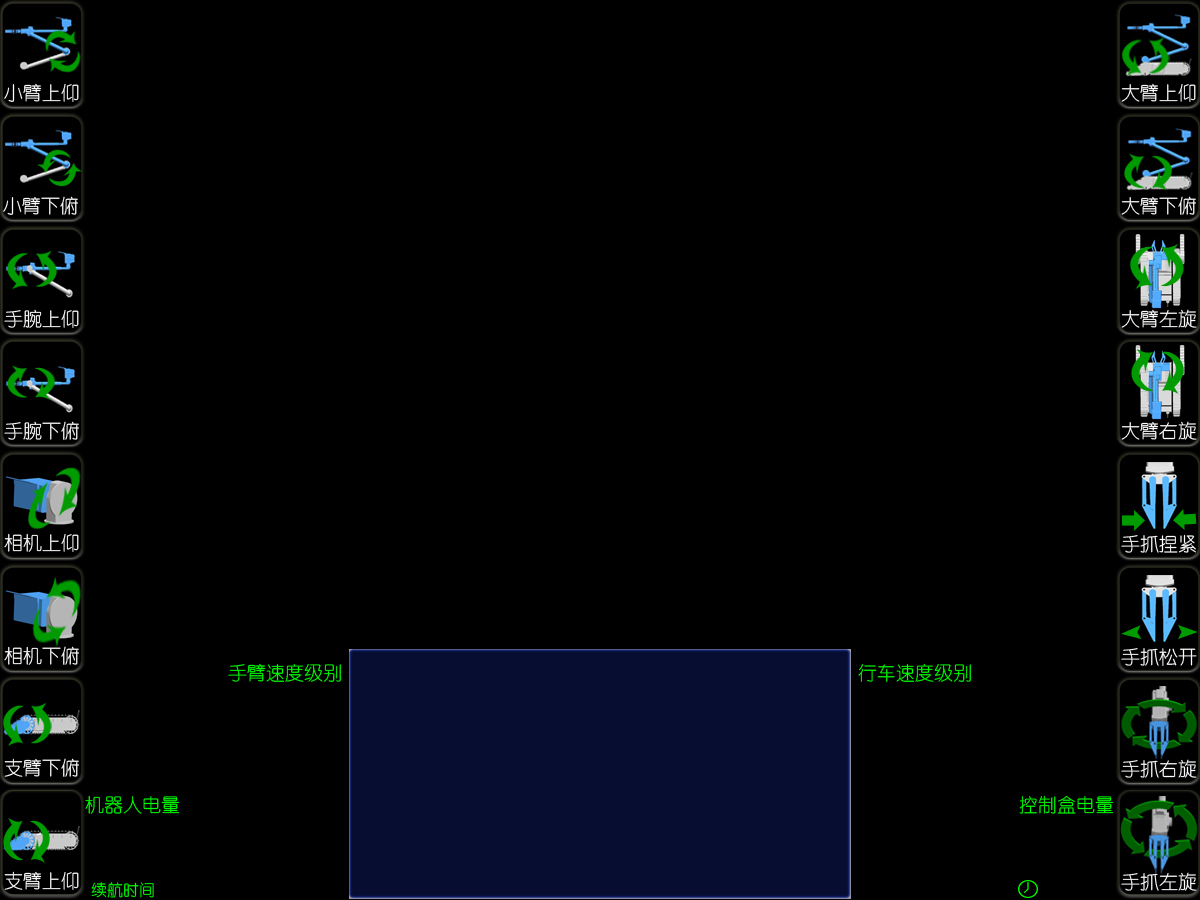 小臂上仰
大臂上仰
小臂下俯
大臂下俯
手腕上仰
大臂左旋
手腕下俯
大臂右旋
相机上仰
手抓捏紧
相机下俯
手抓松开
手臂速度级别
行车速度级别
支臂下俯
手抓右旋
机器人电量
控制盒电量
支臂上仰
手抓左旋
续航时间